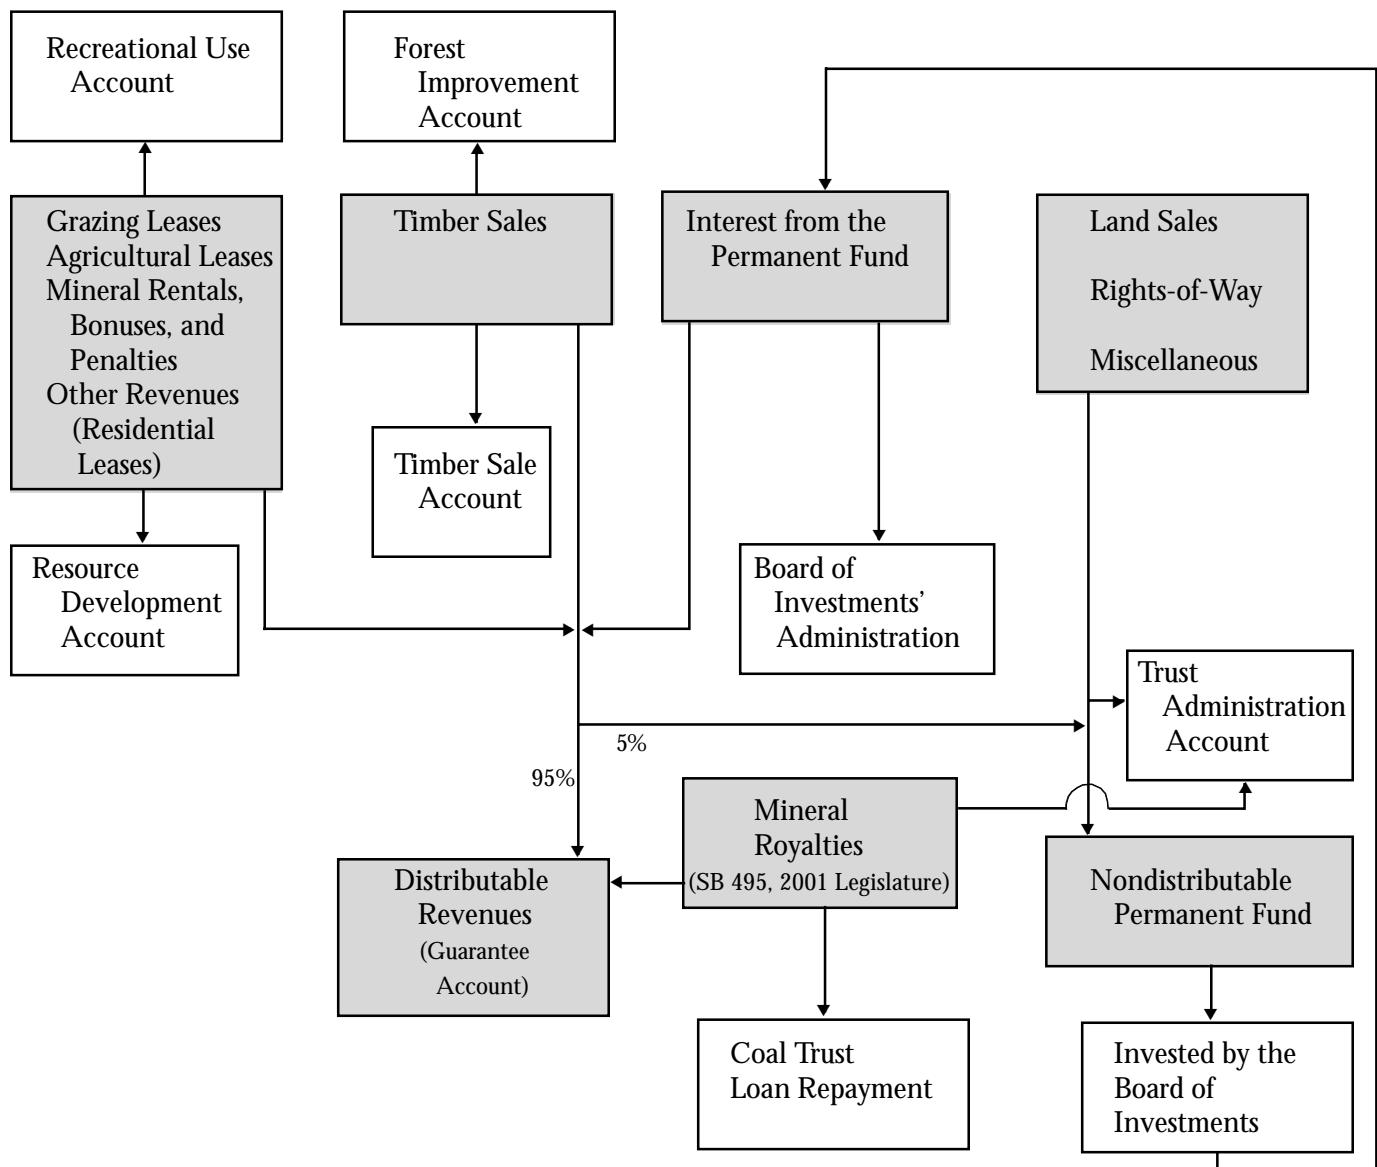 Recreational Use
Account
Forest
Improvement
Account
Grazing Leases
Agricultural Leases
Mineral Rentals,
Bonuses, and
Penalties
Other Revenues
(Residential
Leases)
Timber Sales
Interest from the
Permanent Fund
Land Sales
Rights-of-Way
Miscellaneous
Timber Sale
Account
Resource
Development
Account
Board of
Investments’
Administration
Trust
Administration
Account
5%
95%
Mineral
Royalties
(SB 495, 2001 Legislature)
Distributable
Revenues
(Guarantee
Account)
Nondistributable
Permanent Fund
Coal Trust
Loan Repayment
Invested by the
Board of
Investments